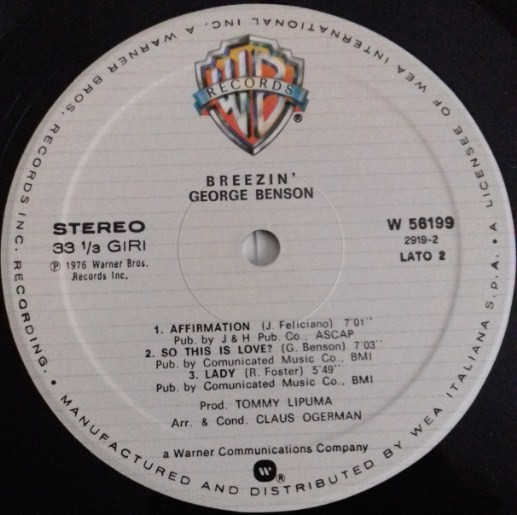 RECORDS
®
BREEZIN'
GEORGE BENSON
STEREO
33 1/3 GIRI
Ⓟ 1976 Warner Bros.
Records Inc.
W 56199
2919-2
LATO 2
1. AFFIRMATION (J. Feliciano) 7'01''
Pub. by J & H Pub. Co., ASCAP
2. SO THIS IS LOVE? (G. Benson) 7'03''
Pub. by Comunicated Music Co., BMI
3. LADY (R. Foster) 5'49''
Pub. by Comunicated Music Co., BMI
Prod. TOMMY LIPUMA
Arr. & Cond. CLAUS OGERMAN
a Warner Communications Company
®
• MANUFACTURED AND DISTRIBUTED BY WEA ITALIANA S.p.A. • A LICENSEE OF WEA INTERNATIONAL INC. A WARNER BROS. RECORDS INC. RECORDING.